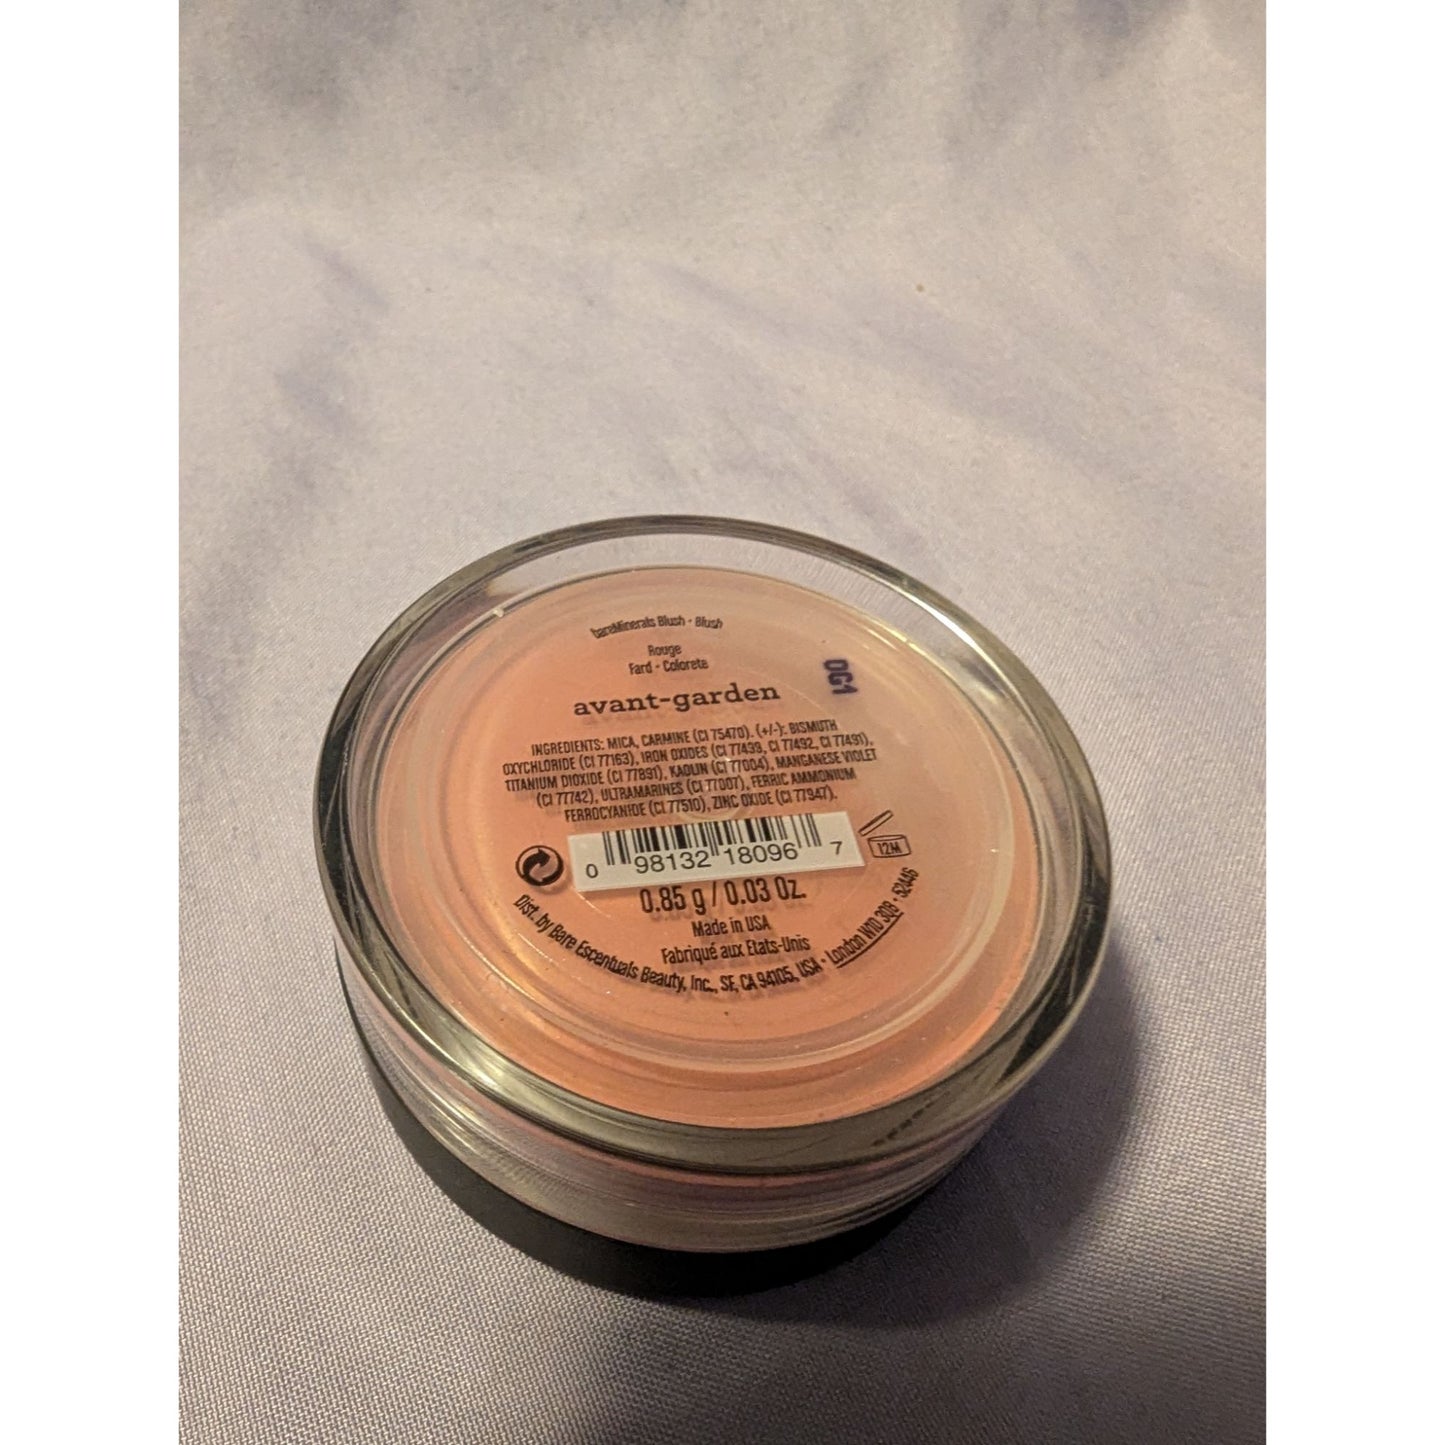 bareMinerals Blush - Blush
Rouge
Fard - Colorete
avant-garden
0G1
INGREDIENTS: MICA, CARMINE (CI 75470). (+/-): BISMUTH
OXYCHLORIDE (CI 77163), IRON OXIDES (CI 77499, CI 77492, CI 77491),
TITANIUM DIOXIDE (CI 77891), KAOLIN (CI 77004), MANGANESE VIOLET
(CI 77742), ULTRAMARINES (CI 77007), FERRIC AMMONIUM
FERROCYANIDE (CI 77510), ZINC OXIDE (CI 77947).
0 98132 18096 7
12M
0.85 g / 0.03 Oz.
Made in USA
Fabriqué aux Etats-Unis
Dist. by Bare Escentuals Beauty, Inc., SF, CA 94105, USA • London W10 3QB • 52446